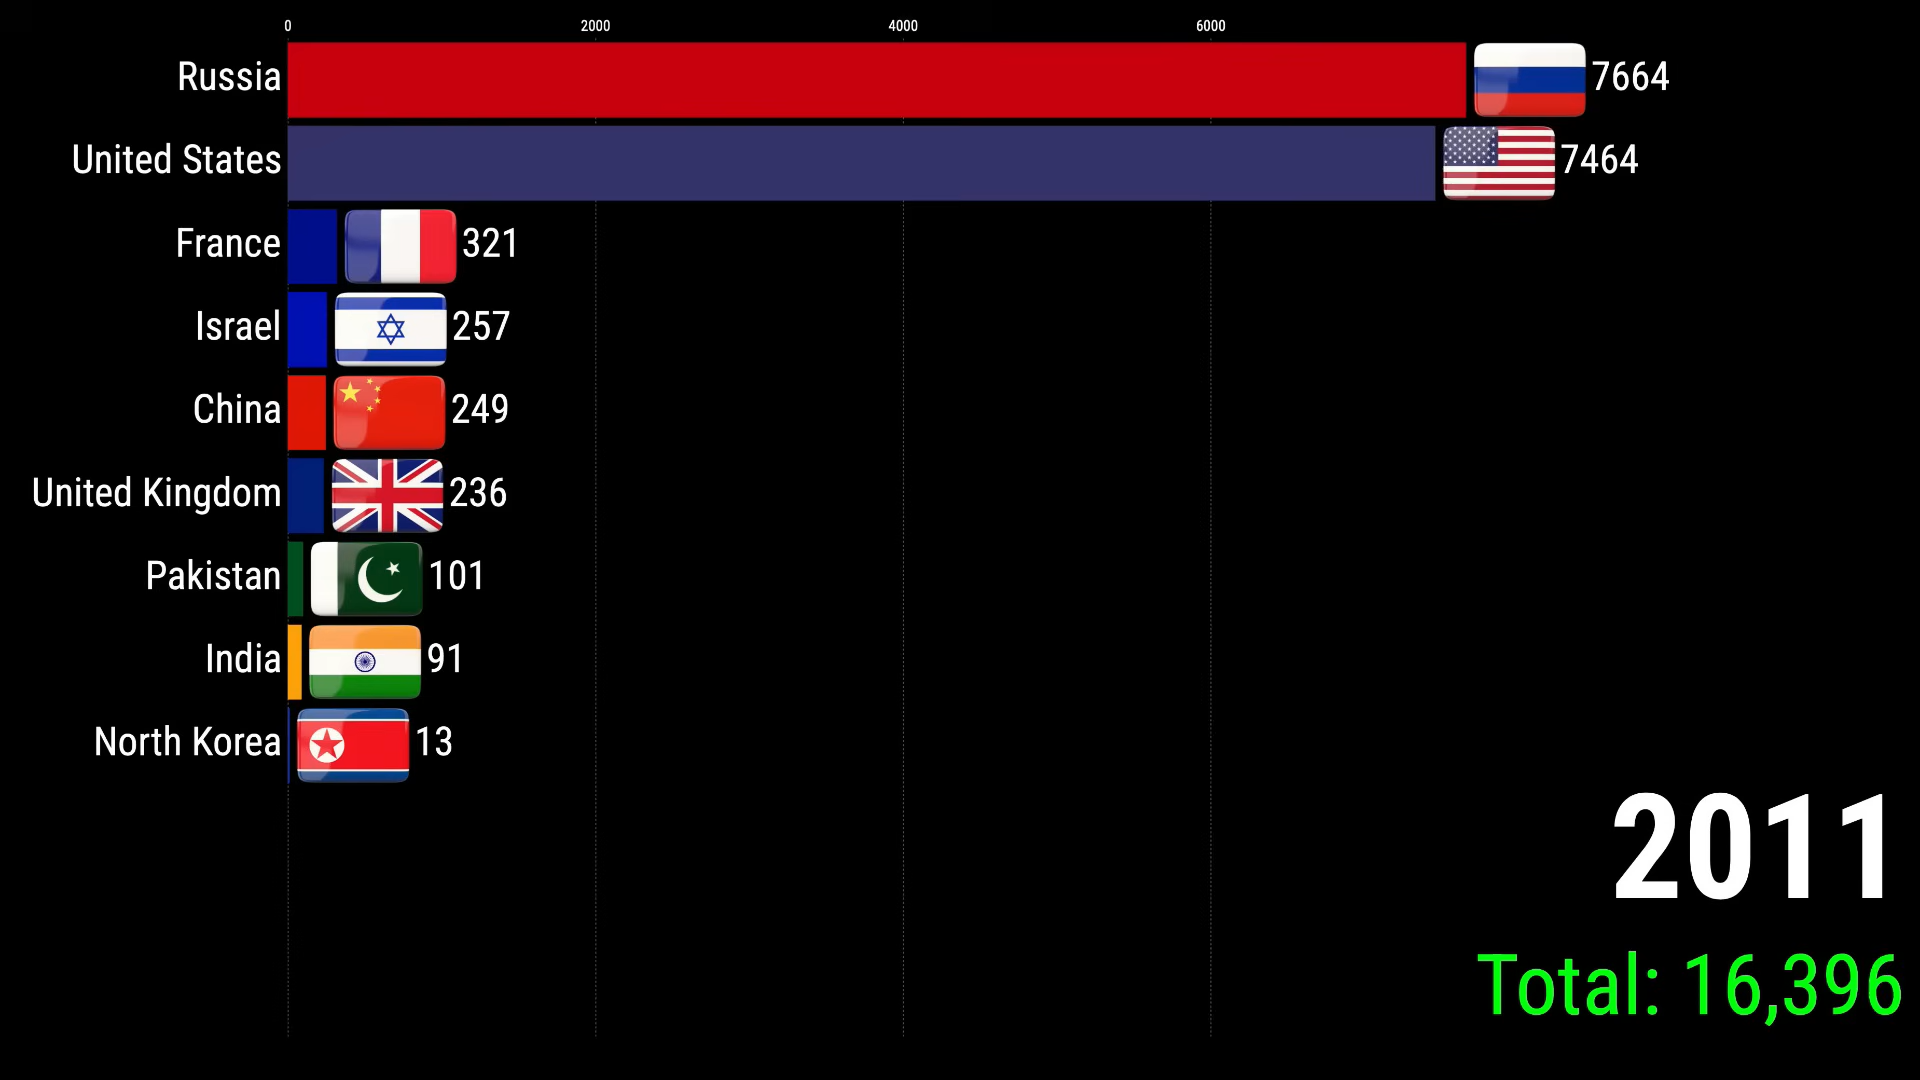 0 2000 4000 6000
Russia 7664
United States 7464
France 321
Israel 257
China 249
United Kingdom 236
Pakistan 101
India 91
North Korea 13
2011
Total: 16,396